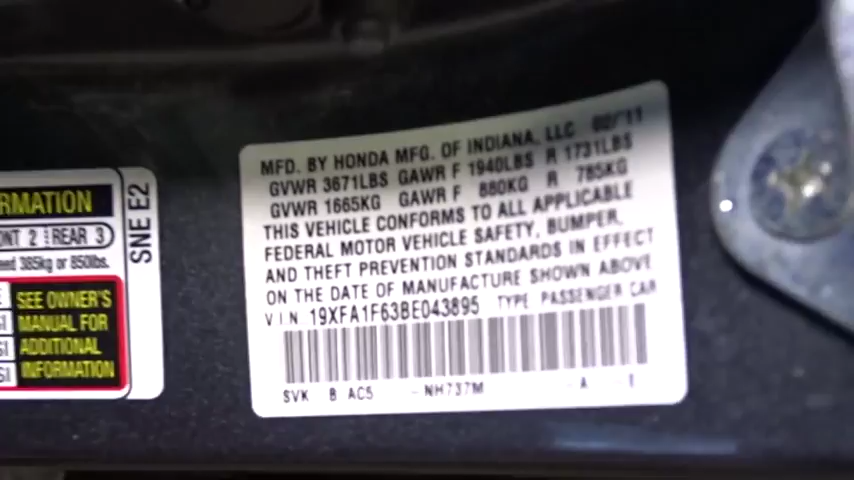 RMATION
ONT 2 REAR 3
eed 385kg or 850lbs.
SEE OWNER'S
MANUAL FOR
ADDITIONAL
INFORMATION
SNE E2
MFD. BY HONDA MFG. OF INDIANA, LLC 02/11
GVWR 3671LBS GAWR F 1940LBS R 1731LBS
GVWR 1665KG GAWR F 880KG R 785KG
THIS VEHICLE CONFORMS TO ALL APPLICABLE
FEDERAL MOTOR VEHICLE SAFETY, BUMPER,
AND THEFT PREVENTION STANDARDS IN EFFECT
ON THE DATE OF MANUFACTURE SHOWN ABOVE
VIN 19XFA1F63BE043895 TYPE PASSENGER CAR
SVK B AC5 -NH737M -A -1